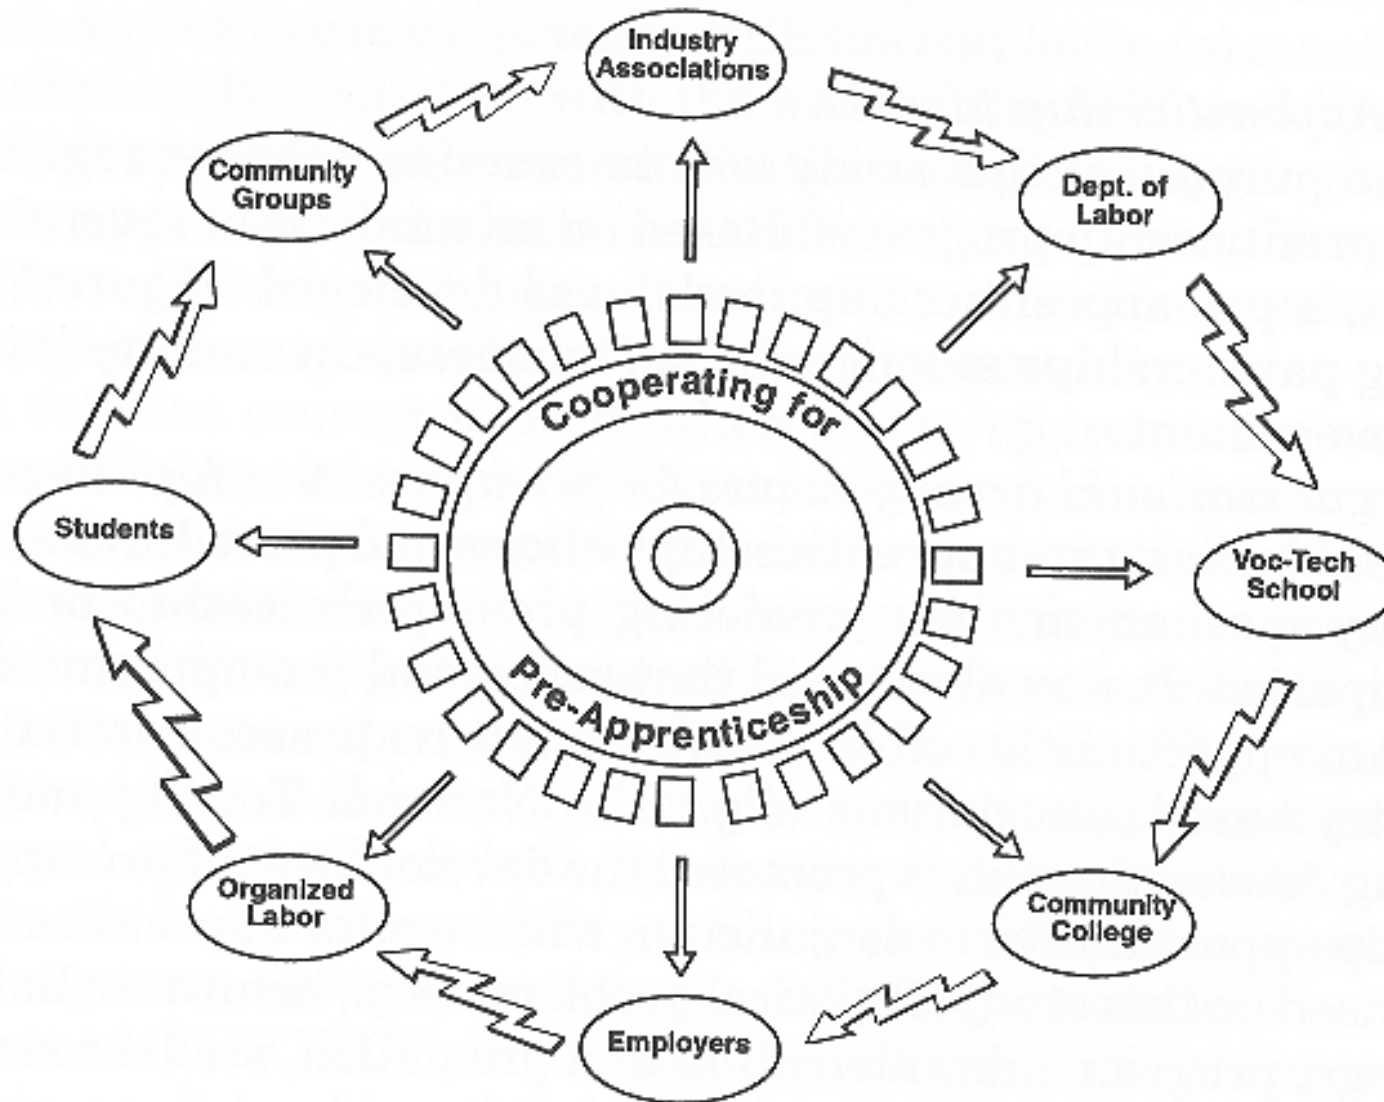 Industry
Associations
Dept. of
Labor
Voc-Tech
School
Community
College
Employers
Organized
Labor
Students
Community
Groups
Cooperating for
Pre-Apprenticeship